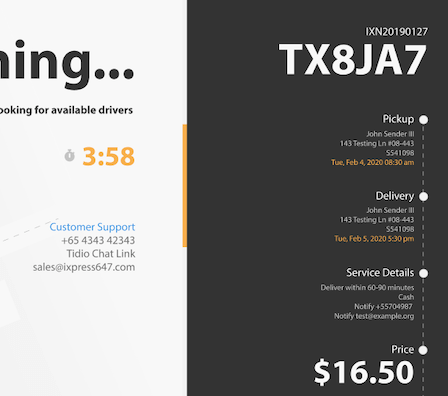 ning...
ooking for available drivers
3:58
Customer Support
+65 4343 42343
Tidio Chat Link
sales@ixpress647.com
IXN20190127
TX8JA7
Pickup
John Sender III
143 Testing Ln #08-443
S541098
Tue, Feb 4, 2020 08:30 am
Delivery
John Sender III
143 Testing Ln #08-443
S541098
Tue, Feb 5, 2020 5:30 pm
Service Details
Deliver within 60-90 minutes
Cash
Notify +55704987
Notify test@example.org
Price
$16.50